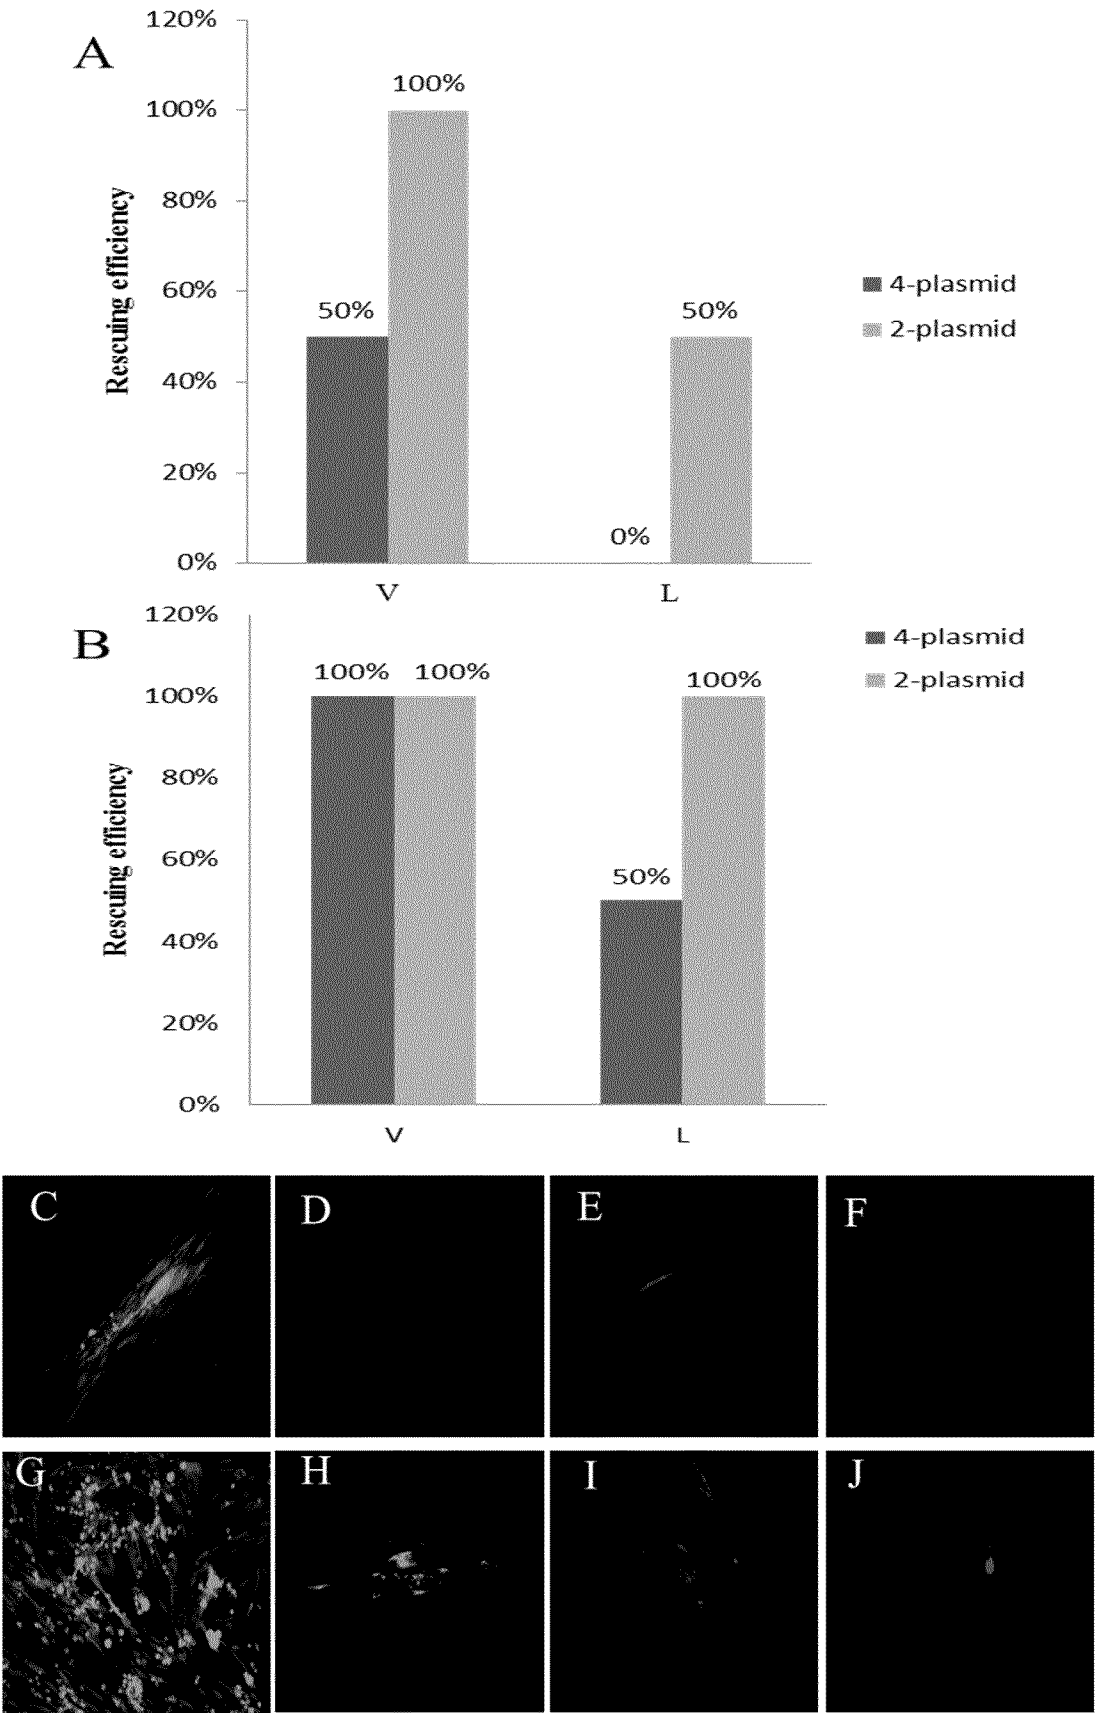 A
120%
100%
80%
60%
40%
20%
0%
Rescuing efficiency
50%
100%
0%
50%
V
L
4-plasmid
2-plasmid
B
120%
100%
80%
60%
40%
20%
0%
Rescuing efficiency
100%
100%
50%
100%
V
L
4-plasmid
2-plasmid
C
D
E
F
G
H
I
J